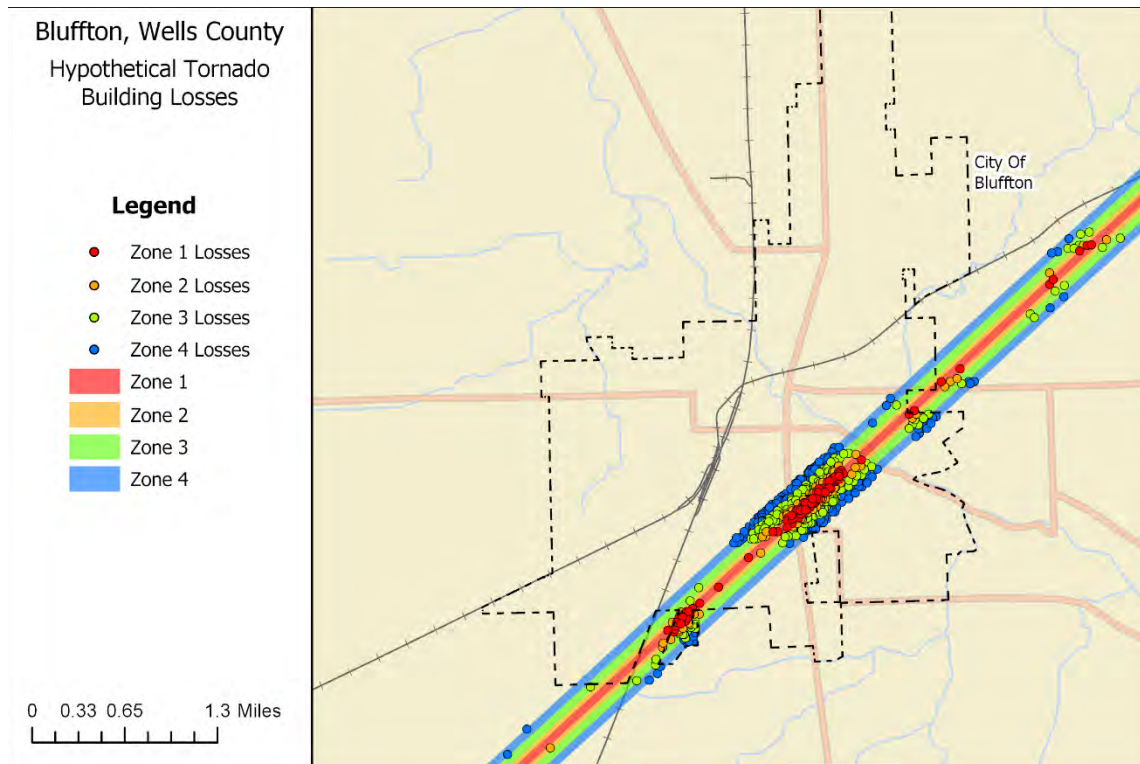 Bluffton, Wells County
Hypothetical Tornado
Building Losses
Legend
Zone 1 Losses
Zone 2 Losses
Zone 3 Losses
Zone 4 Losses
Zone 1
Zone 2
Zone 3
Zone 4
0 0.33 0.65 1.3 Miles
City Of
Bluffton